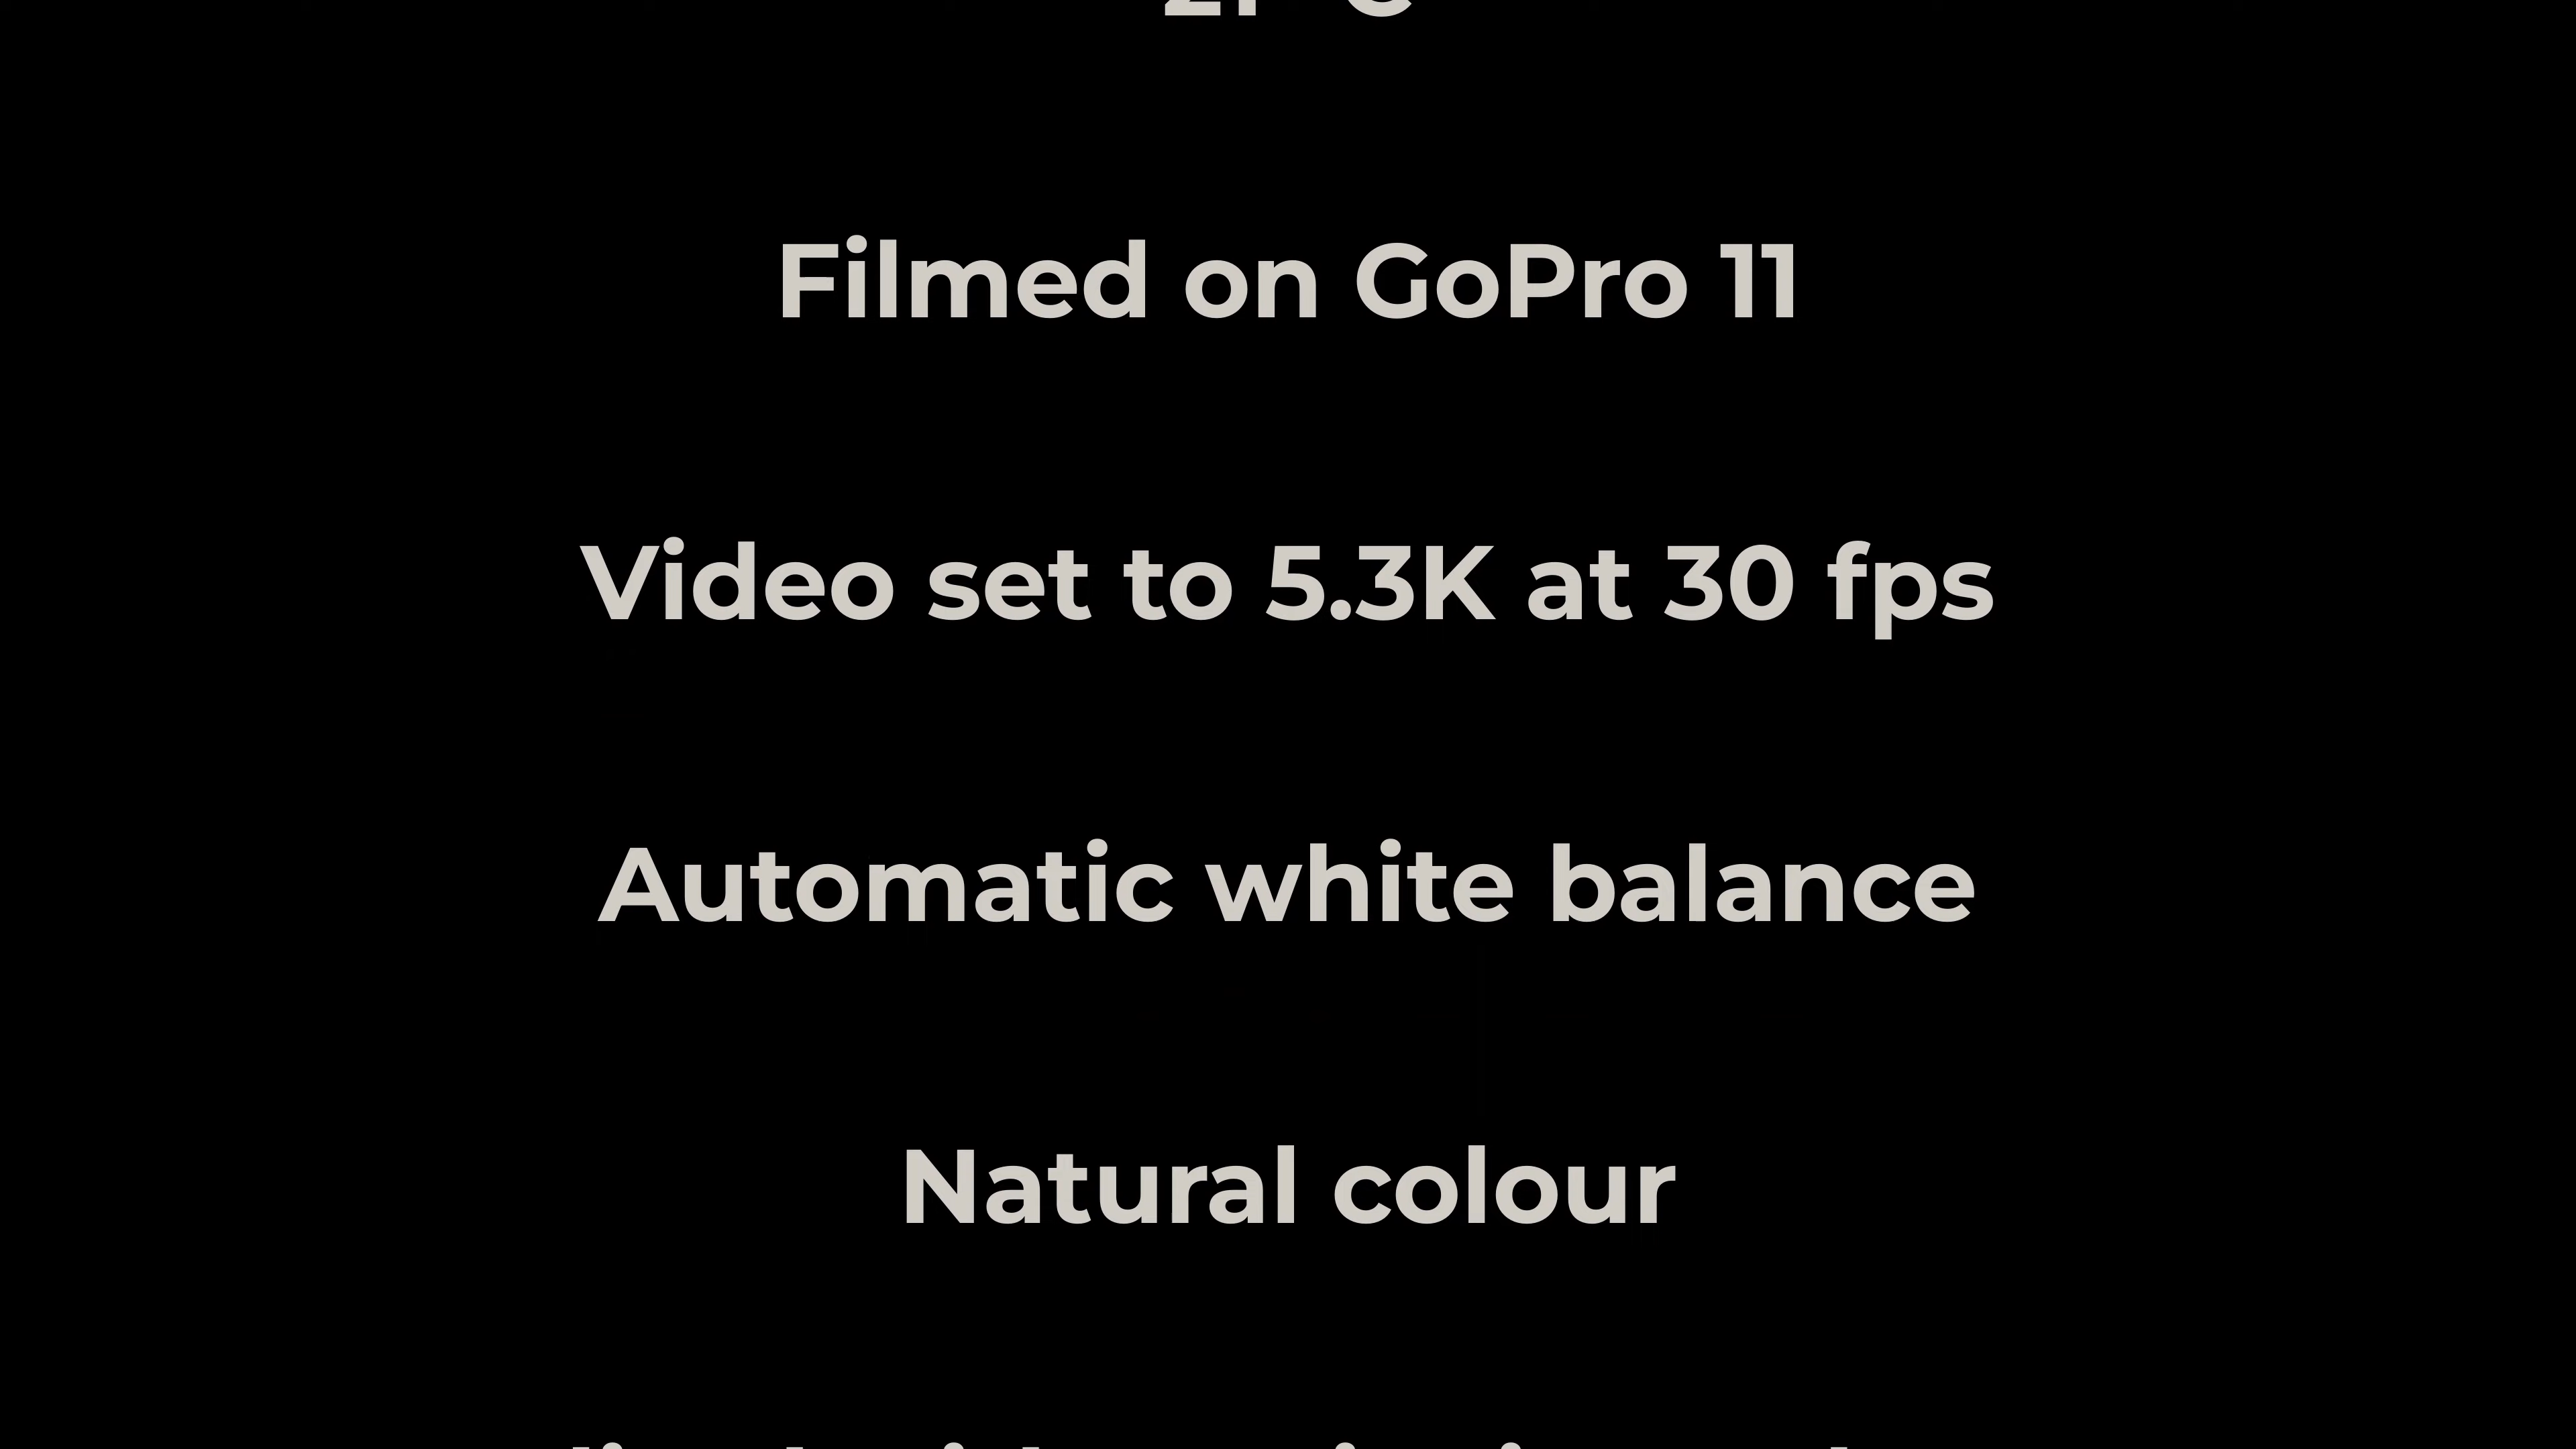 Filmed on GoPro 11
Video set to 5.3K at 30 fps
Automatic white balance
Natural colour